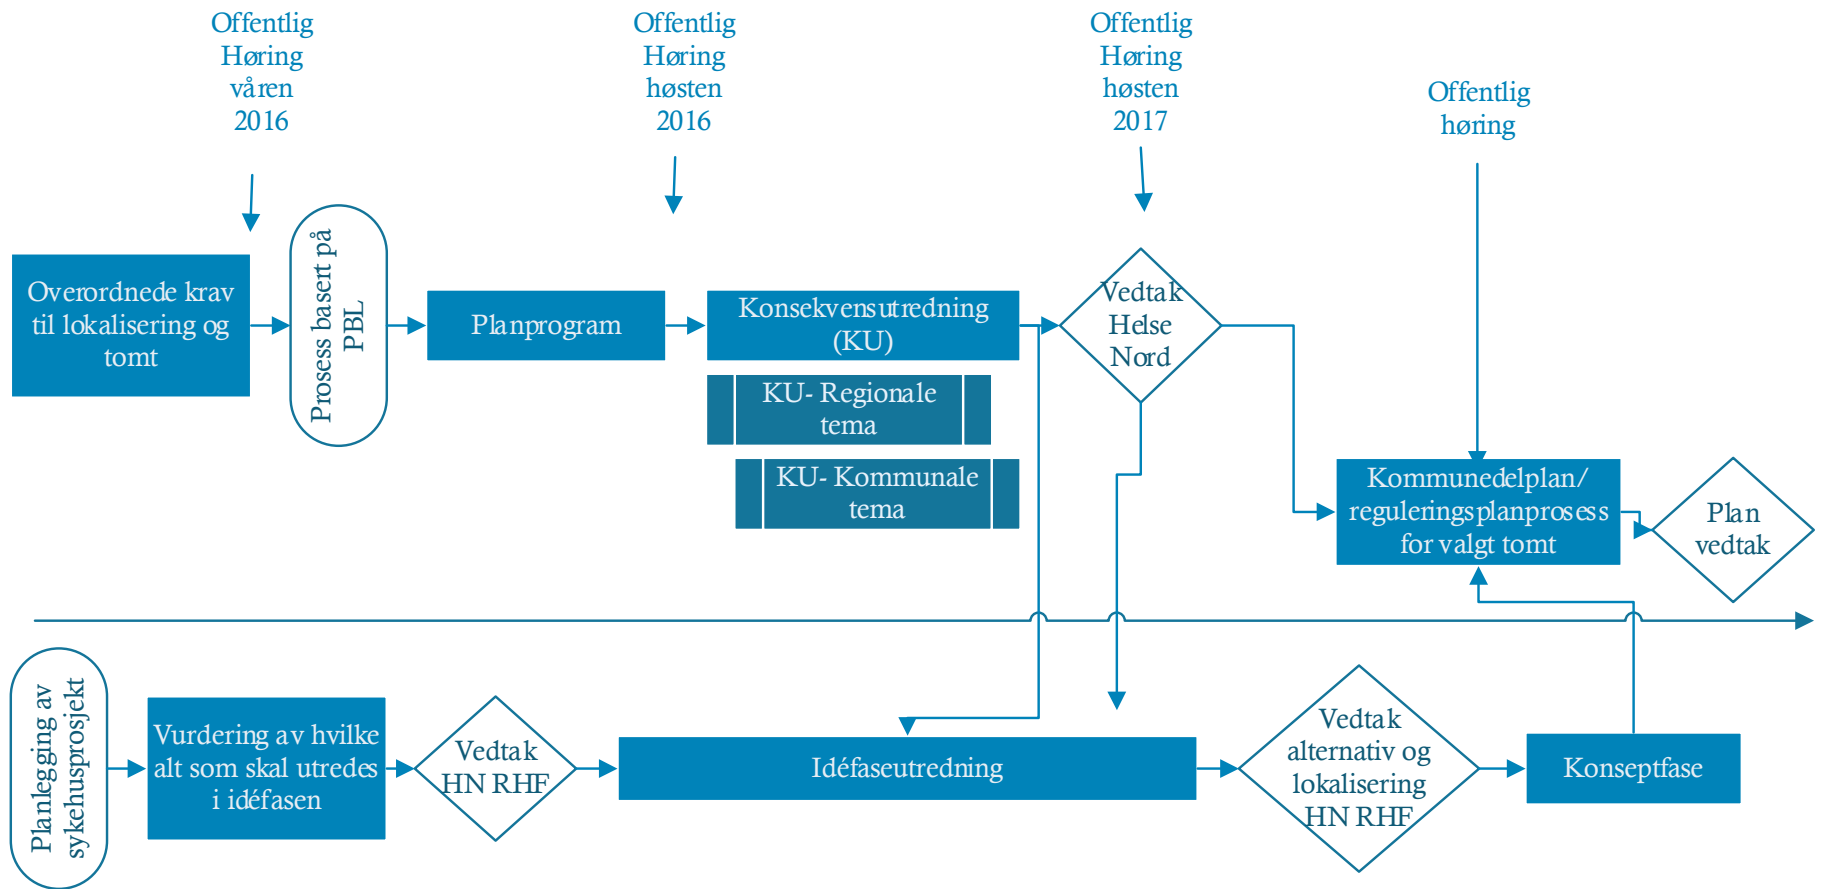 Offentlig
Høring
våren
2016
Offentlig
Høring
høsten
2016
Offentlig
Høring
høsten
2017
Offentlig
høring
Overordnede krav
til lokalisering og
tomt
Prosess basert på
PBL
Planprogram
Konsekvensutredning
(KU)
KU- Regionale
tema
KU- Kommunale
tema
Vedtak
Helse
Nord
Kommunedelplan/
reguleringsplanprosess
for valgt tomt
Plan
vedtak
Planlegging av
sykehusprosjekt
Vurdering av hvilke
alt som skal utredes
i idéfasen
Vedtak
HN RHF
Idéfaseutredning
Vedtak
alternativ og
lokalisering
HN RHF
Konseptfase